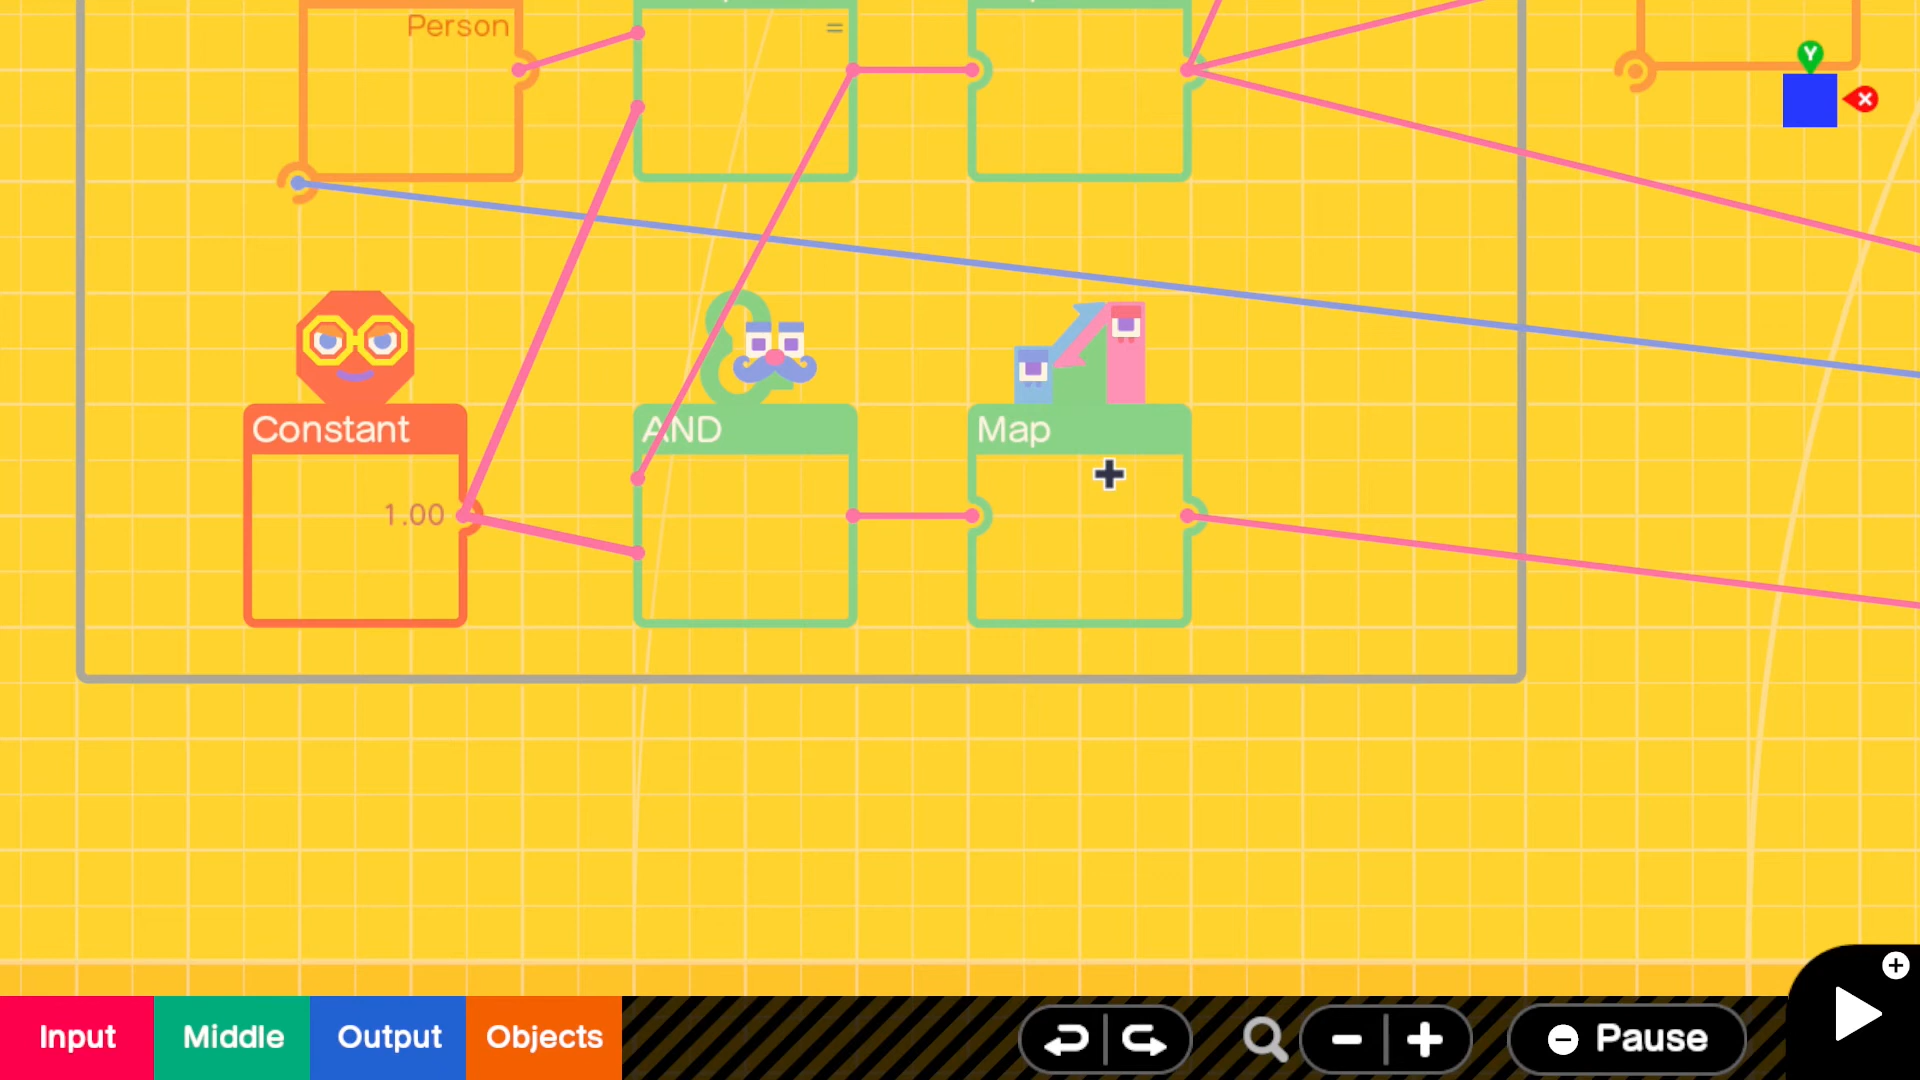 Person
=
Y
X
Constant
AND
Map
1.00
+
Input
Middle
Output
Objects
Pause